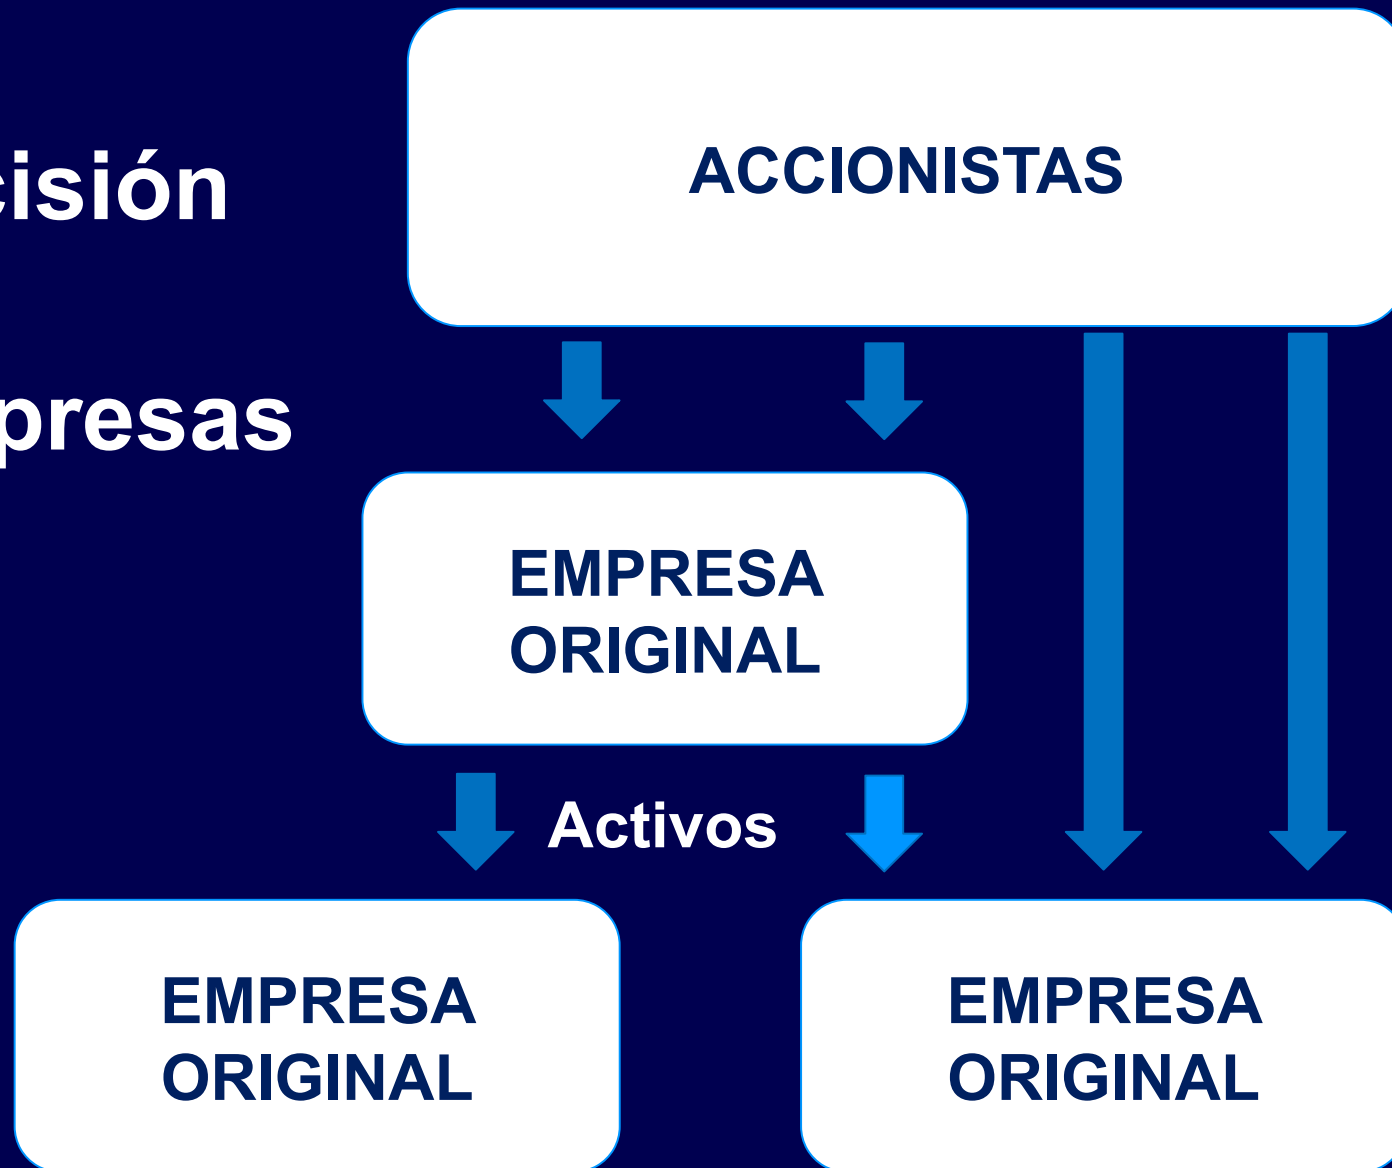 cisión
presas
ACCIONISTAS
EMPRESA
ORIGINAL
Activos
EMPRESA
ORIGINAL
EMPRESA
ORIGINAL